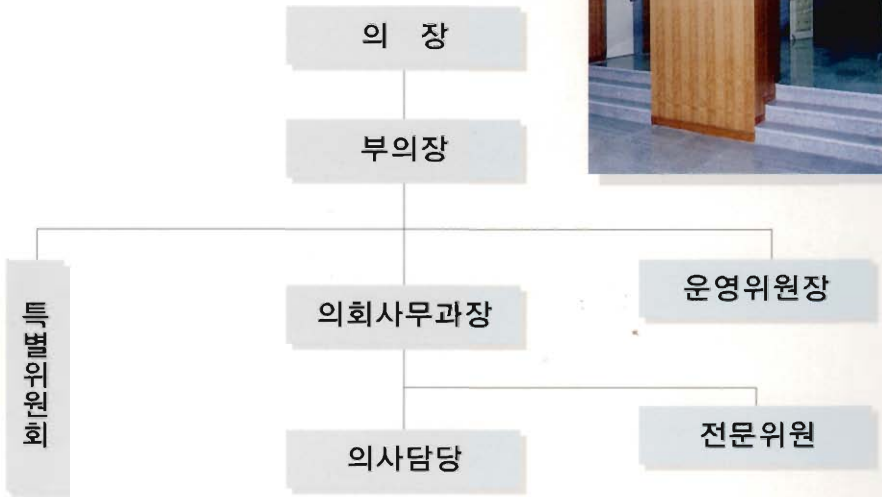 의 장
부의장
특별위원회
의회사무과장
운영위원장
의사담당
전문위원